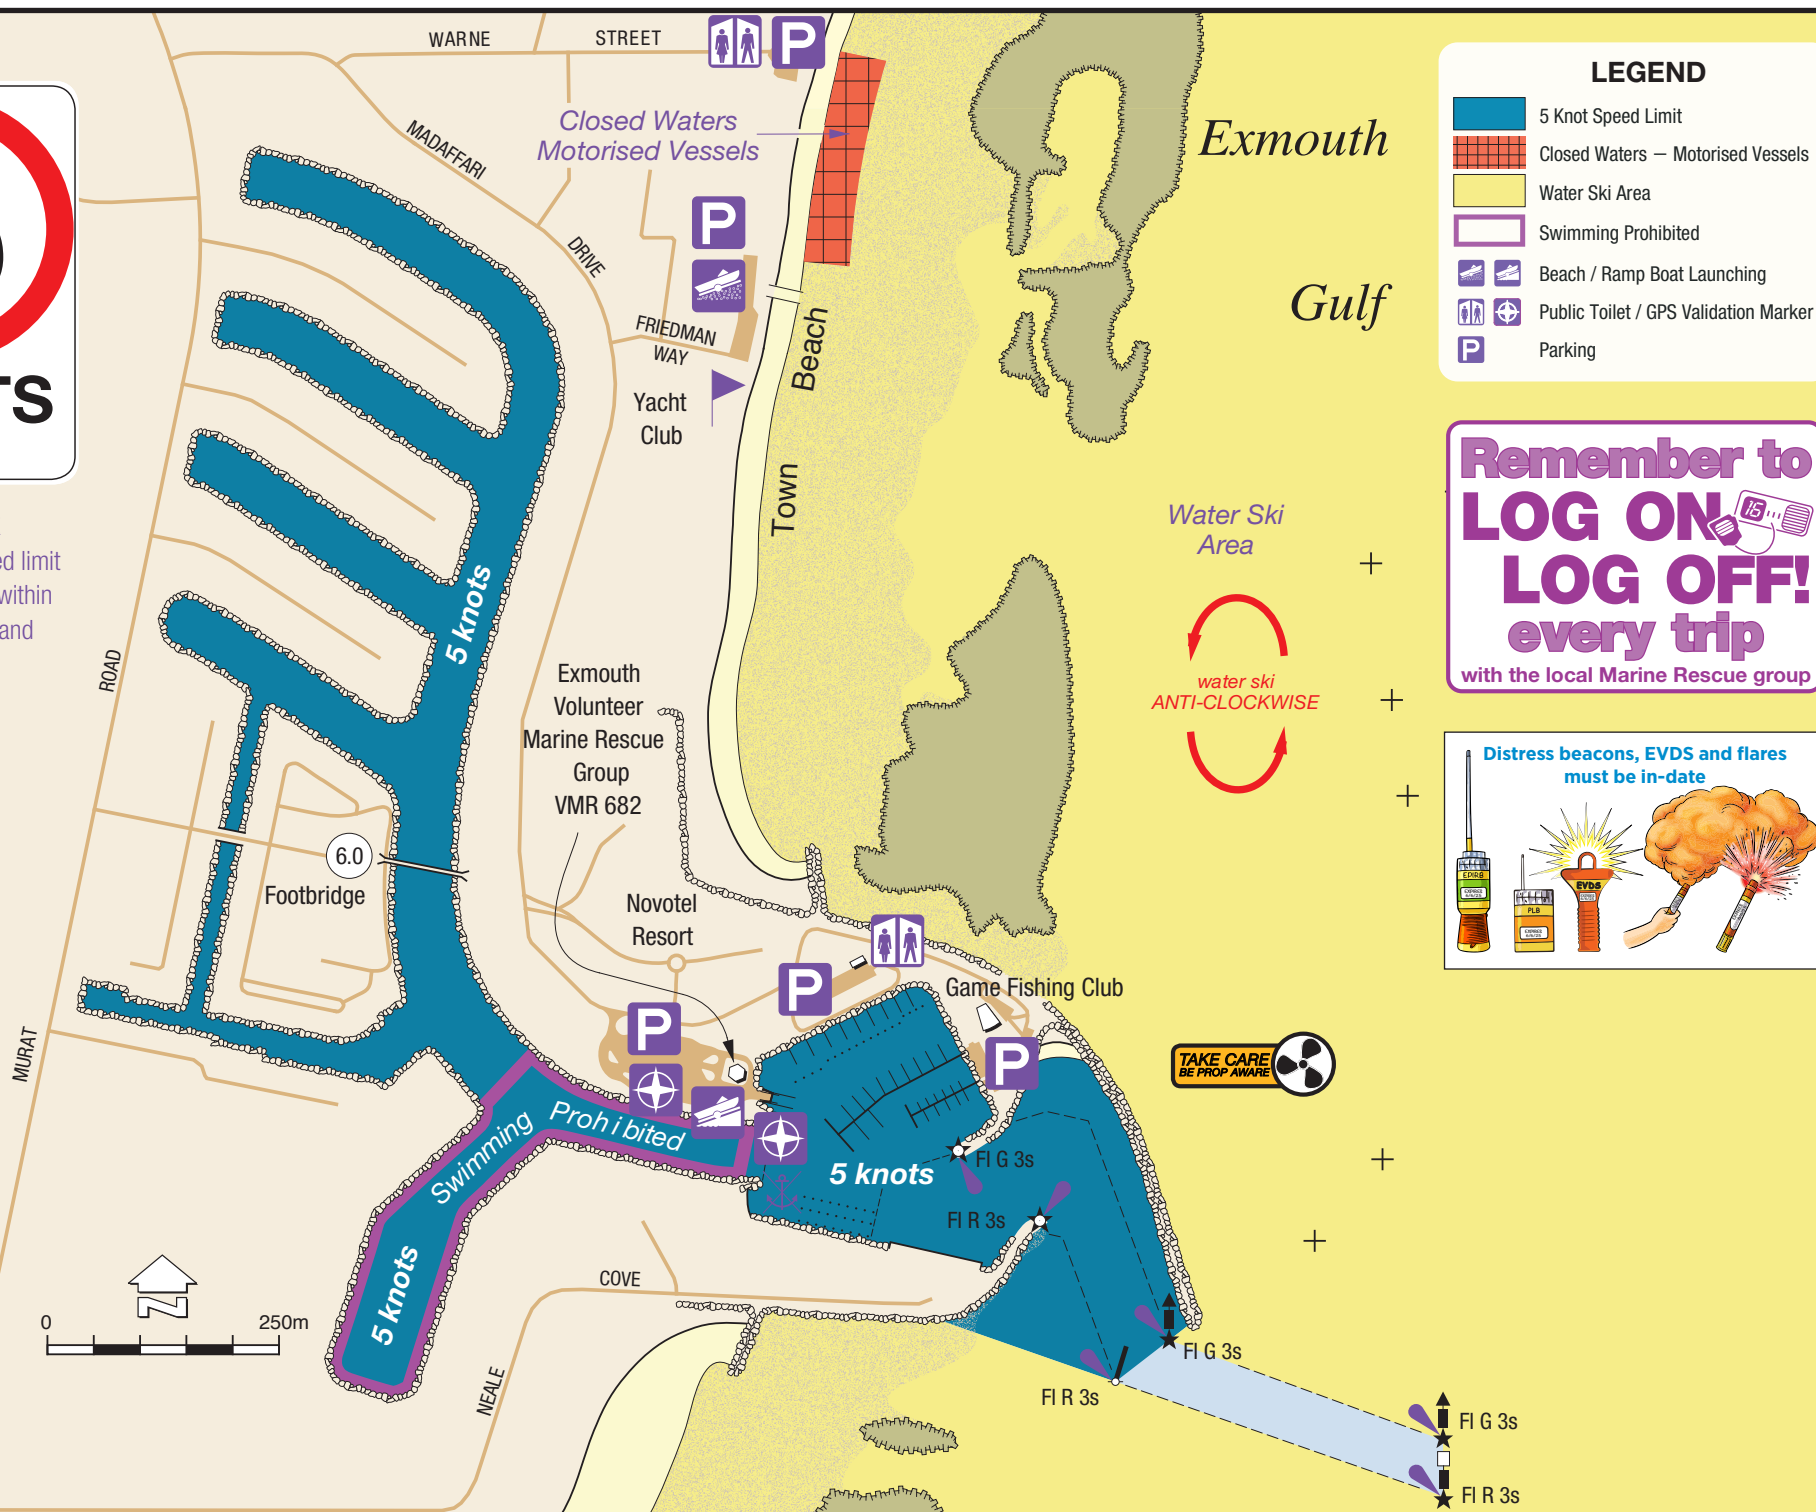 WARNE STREET
P
MADAFFARI
DRIVE
Closed Waters
Motorised Vessels
P
FRIEDMAN
WAY
Yacht
Club
Town Beach
Exmouth
Gulf
LEGEND
5 Knot Speed Limit
Closed Waters – Motorised Vessels
Water Ski Area
Swimming Prohibited
Beach / Ramp Boat Launching
Public Toilet / GPS Validation Marker
P Parking
TS
ed limit
within
and
Remember to
LOG ON
16
LOG OFF!
every trip
with the local Marine Rescue group
Water Ski
Area
water ski
ANTI-CLOCKWISE
Distress beacons, EVDS and flares
must be in-date
EPIRB
PLB
EVDS
5 knots
ROAD
MURAT
Exmouth
Volunteer
Marine Rescue
Group
VMR 682
6.0
Footbridge
Novotel
Resort
P
P
Game Fishing Club
P
TAKE CARE
BE PROP AWARE
Swimming Prohibited
5 knots
5 knots
Fl G 3s
Fl R 3s
COVE
NEALE
N
0 250m
Fl G 3s
Fl R 3s
Fl G 3s
Fl R 3s